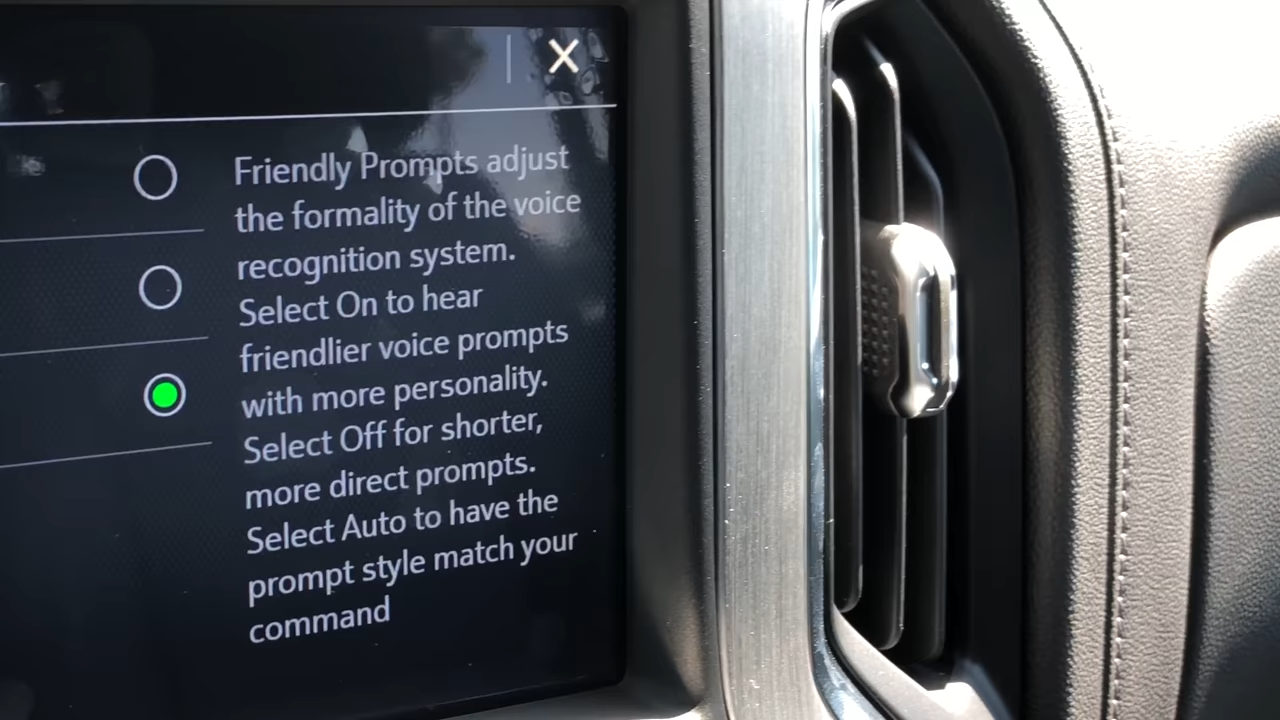 Friendly Prompts adjust
the formality of the voice
recognition system.
Select On to hear
friendlier voice prompts
with more personality.
Select Off for shorter,
more direct prompts.
Select Auto to have the
prompt style match your
command